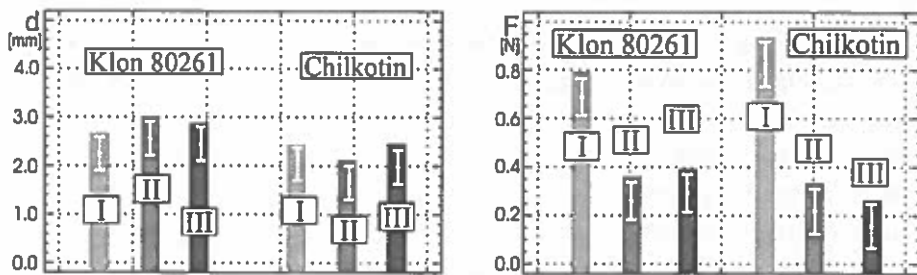 d
[mm]
4.0
3.0
2.0
1.0
0.0
Klon 80261
Chilkotin
I
II
III
I
II
III
F
[N]
0.8
0.6
0.4
0.2
0.0
Klon 80261
Chilkotin
I
II
III
I
II
III